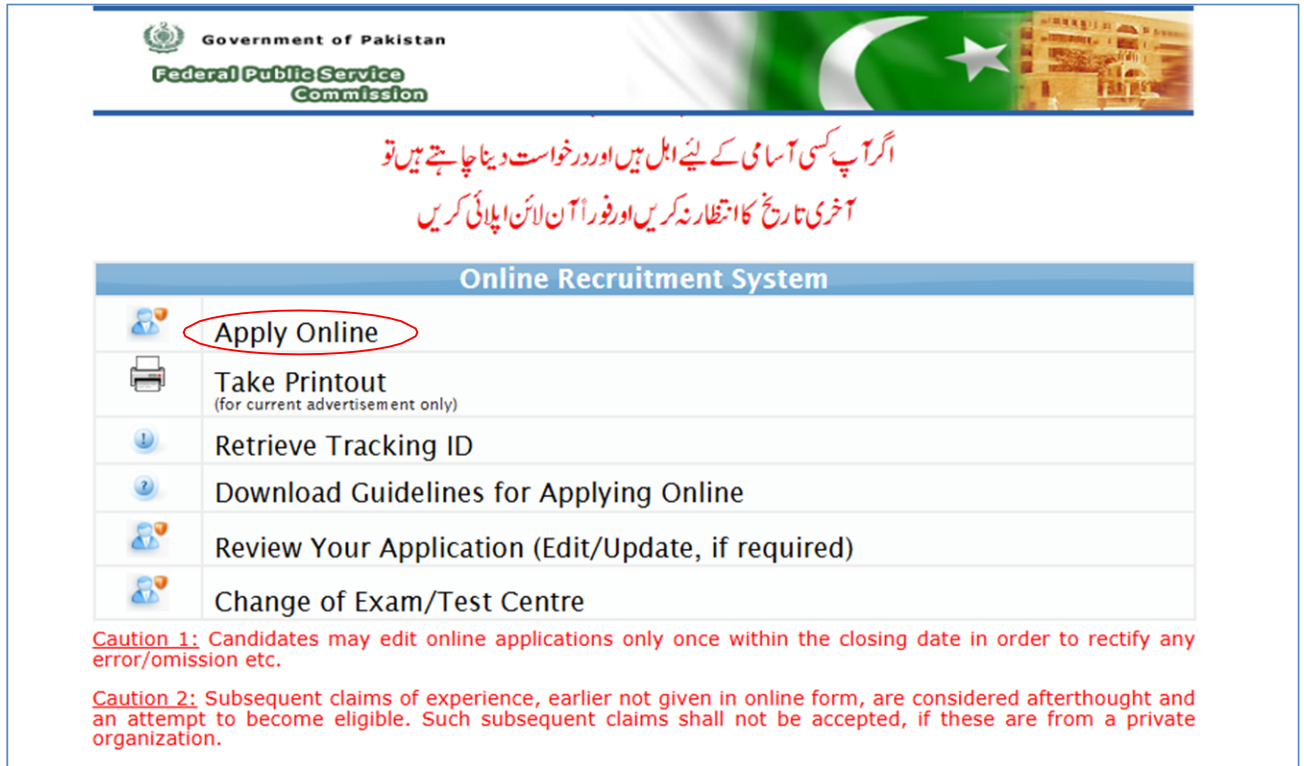 Government of Pakistan
Federal Public Service
Commission
اگر آپ کسی آسامی کے لیئے اہل ہیں اور درخواست دینا چاہتے ہیں تو
آخری تاریخ کا انتظار نہ کریں اور فوراً آن لائن اپلائی کریں
Online Recruitment System
Apply Online
Take Printout
(for current advertisement only)
Retrieve Tracking ID
Download Guidelines for Applying Online
Review Your Application (Edit/Update, if required)
Change of Exam/Test Centre
Caution 1: Candidates may edit online applications only once within the closing date in order to rectify any
error/omission etc.
Caution 2: Subsequent claims of experience, earlier not given in online form, are considered afterthought and
an attempt to become eligible. Such subsequent claims shall not be accepted, if these are from a private
organization.